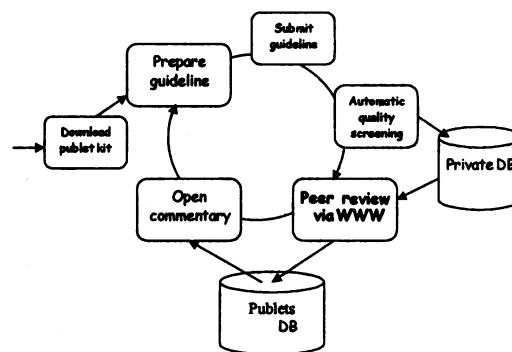 Submit
guideline
Prepare
guideline
Automatic
quality
screening
Download
publet kit
Private DB
Open
commentary
Peer review
via WWW
Publets
DB